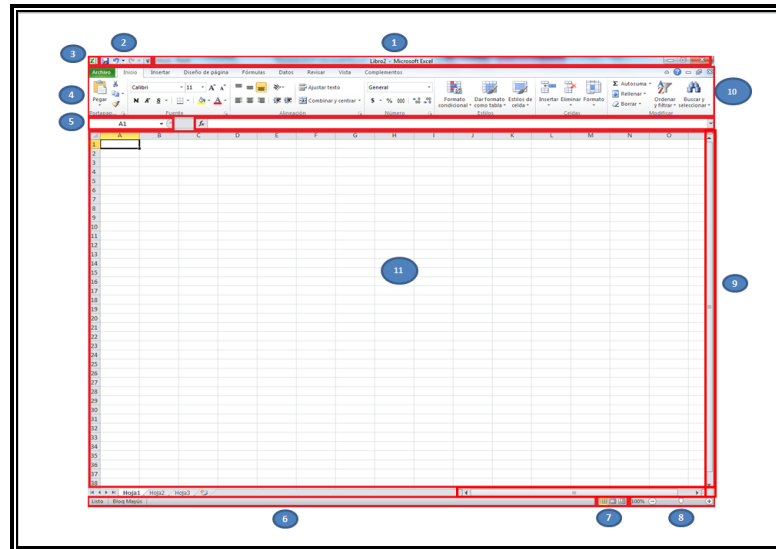 1
2
3
Libro2 - Microsoft Excel
Archivo Inicio Insertar Diseño de página Fórmulas Datos Revisar Vista Complementos
4
10
Pegar
Calibri 11 A A
N K S
Ajustar texto
Combinar y centrar
General
$ % 000
Formato condicional
Dar formato como tabla
Estilos de celda
Insertar Eliminar Formato
Σ Autosuma
Rellenar
Borrar
Ordenar y filtrar
Buscar y
Portapap... Fuente Alineación Número Estilos Celdas Modificar
5
A1 fx
A B C D E F G H I J K L M N O
1
2
3
4
5
6
7
8
9
10
11
12
13
14
15
16
17
18
19
20
21
22
23
24
25
26
27
28
29
30
31
32
33
34
35
36
37
38
11
9
Hoja1 Hoja2 Hoja3
Listo Bloq Mayús 100%
6
7
8